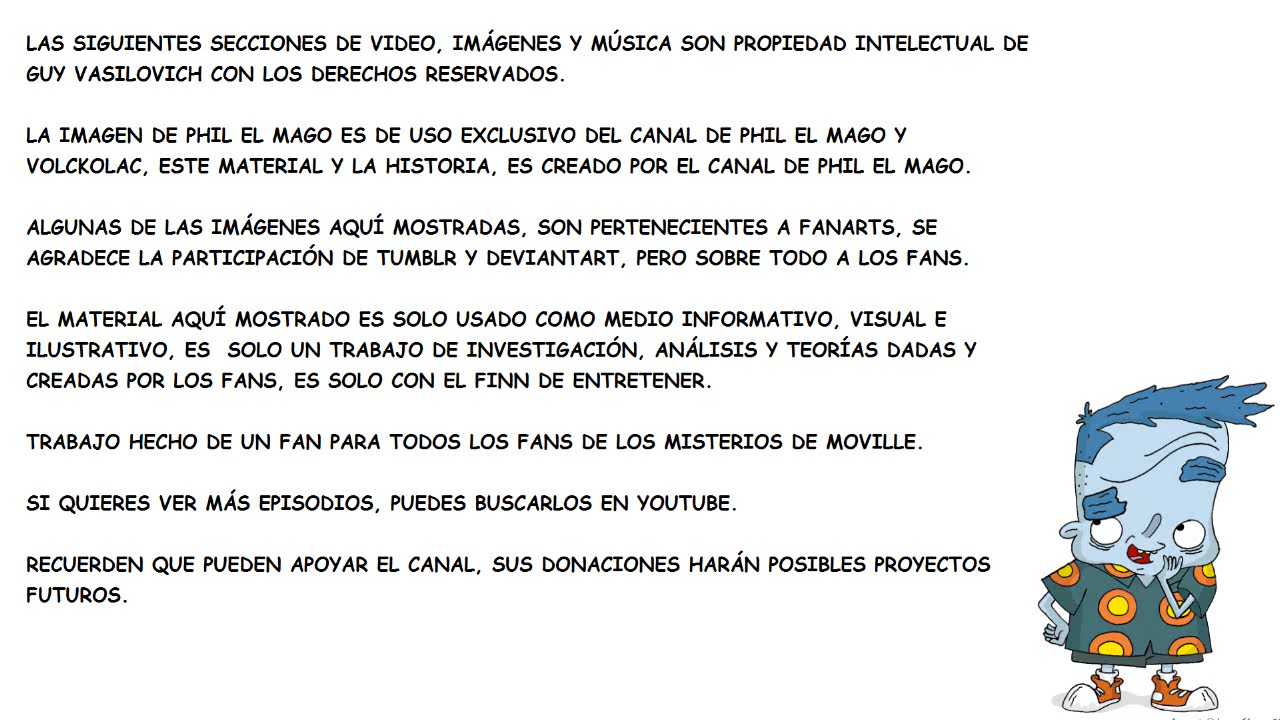 LAS SIGUIENTES SECCIONES DE VIDEO, IMÁGENES Y MÚSICA SON PROPIEDAD INTELECTUAL DE
GUY VASILOVICH CON LOS DERECHOS RESERVADOS.
LA IMAGEN DE PHIL EL MAGO ES DE USO EXCLUSIVO DEL CANAL DE PHIL EL MAGO Y
VOLCKOLAC, ESTE MATERIAL Y LA HISTORIA, ES CREADO POR EL CANAL DE PHIL EL MAGO.
ALGUNAS DE LAS IMÁGENES AQUÍ MOSTRADAS, SON PERTENECIENTES A FANARTS, SE
AGRADECE LA PARTICIPACIÓN DE TUMBLR Y DEVIANTART, PERO SOBRE TODO A LOS FANS.
EL MATERIAL AQUÍ MOSTRADO ES SOLO USADO COMO MEDIO INFORMATIVO, VISUAL E
ILUSTRATIVO, ES  SOLO UN TRABAJO DE INVESTIGACIÓN, ANÁLISIS Y TEORÍAS DADAS Y
CREADAS POR LOS FANS, ES SOLO CON EL FINN DE ENTRETENER.
TRABAJO HECHO DE UN FAN PARA TODOS LOS FANS DE LOS MISTERIOS DE MOVILLE.
SI QUIERES VER MÁS EPISODIOS, PUEDES BUSCARLOS EN YOUTUBE.
RECUERDEN QUE PUEDEN APOYAR EL CANAL, SUS DONACIONES HARÁN POSIBLES PROYECTOS
FUTUROS.